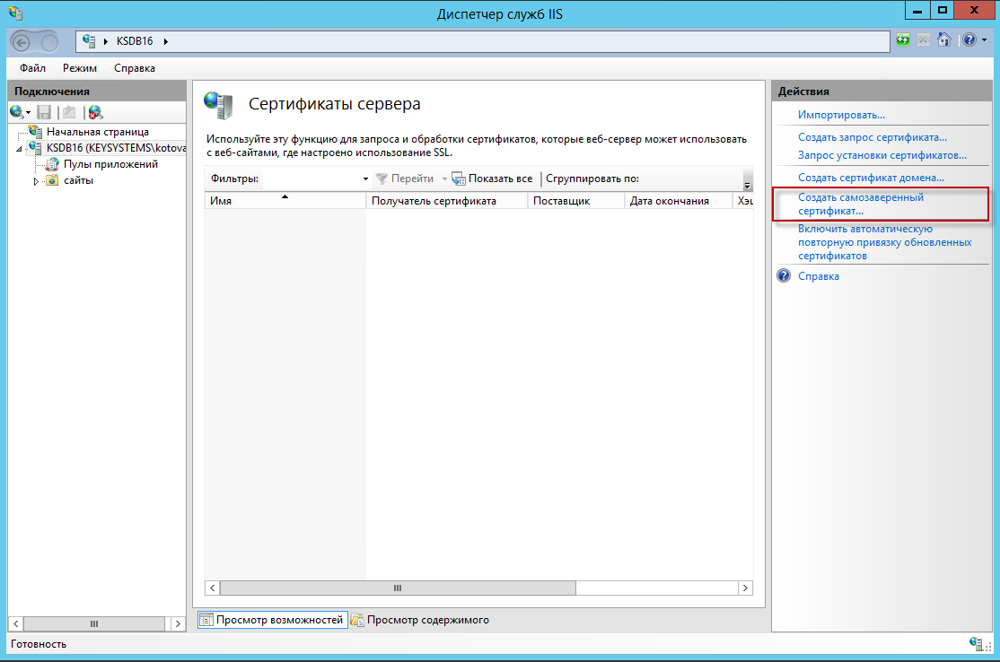 Диспетчер служб IIS
KSDB16
Файл Режим Справка
Подключения
Начальная страница
KSDB16 (KEYSYSTEMS\kotova
Пулы приложений
сайты
Сертификаты сервера
Используйте эту функцию для запроса и обработки сертификатов, которые веб-сервер может использовать
с веб-сайтами, где настроено использование SSL.
Фильтры: Перейти Показать все Сгруппировать по:
Имя Получатель сертификата Поставщик Дата окончания Хэш
Просмотр возможностей Просмотр содержимого
Действия
Импортировать...
Создать запрос сертификата...
Запрос установки сертификатов...
Создать сертификат домена...
Создать самозаверенный
сертификат...
Включить автоматическую
повторную привязку обновленных
сертификатов
Справка
Готовность